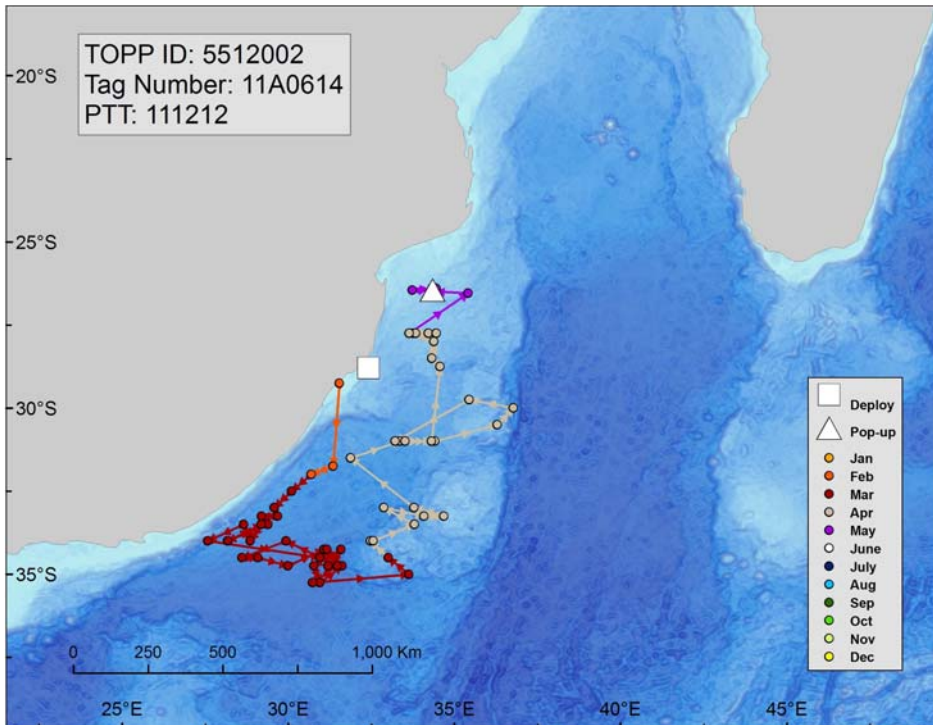 TOPP ID: 5512002
Tag Number: 11A0614
PTT: 111212
20°S
25°S
30°S
35°S
Deploy
Pop-up
Jan
Feb
Mar
Apr
May
June
July
Aug
Sep
Oct
Nov
Dec
0 250 500 1,000 Km
25°E 30°E 35°E 40°E 45°E